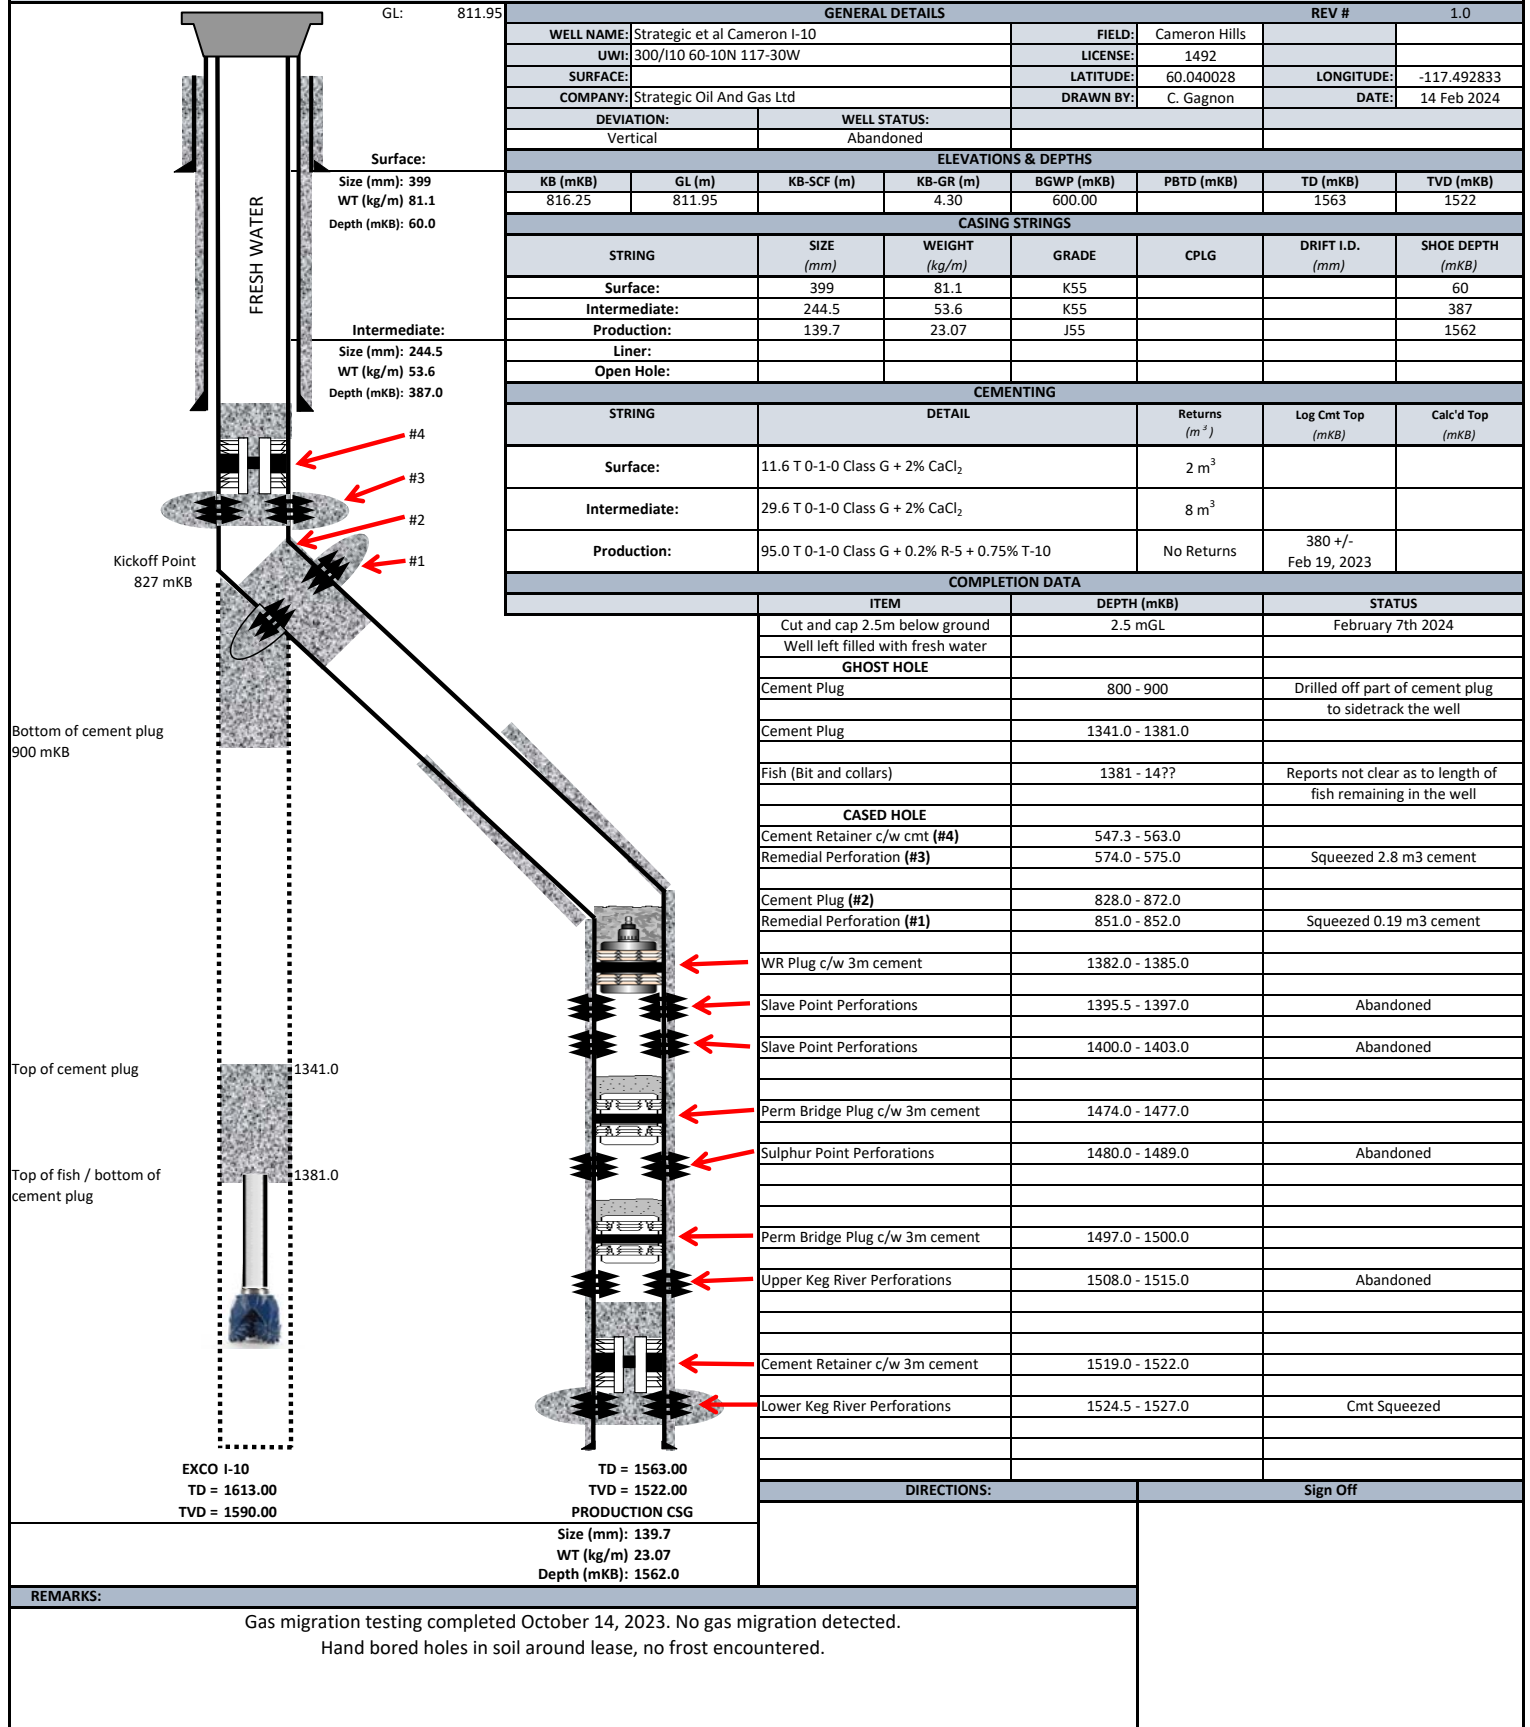 GL: 811.95
GENERAL DETAILS REV # 1.0
WELL NAME: Strategic et al Cameron I-10 FIELD: Cameron Hills
UWI: 300/I10 60-10N 117-30W LICENSE: 1492
SURFACE: LATITUDE: 60.040028 LONGITUDE: -117.492833
COMPANY: Strategic Oil And Gas Ltd DRAWN BY: C. Gagnon DATE: 14 Feb 2024
DEVIATION: WELL STATUS:
Vertical Abandoned
ELEVATIONS & DEPTHS
KB (mKB) GL (m) KB-SCF (m) KB-GR (m) BGWP (mKB) PBTD (mKB) TD (mKB) TVD (mKB)
816.25 811.95 4.30 600.00 1563 1522
CASING STRINGS
STRING SIZE (mm) WEIGHT (kg/m) GRADE CPLG DRIFT I.D. (mm) SHOE DEPTH (mKB)
Surface: 399 81.1 K55 60
Intermediate: 244.5 53.6 K55 387
Production: 139.7 23.07 J55 1562
Liner:
Open Hole:
CEMENTING
STRING DETAIL Returns (m³) Log Cmt Top (mKB) Calc'd Top (mKB)
Surface: 11.6 T 0-1-0 Class G + 2% CaCl₂ 2 m³
Intermediate: 29.6 T 0-1-0 Class G + 2% CaCl₂ 8 m³
Production: 95.0 T 0-1-0 Class G + 0.2% R-5 + 0.75% T-10 No Returns 380 +/- Feb 19, 2023
COMPLETION DATA
ITEM DEPTH (mKB) STATUS
Cut and cap 2.5m below ground 2.5 mGL February 7th 2024
Well left filled with fresh water
GHOST HOLE
Cement Plug 800 - 900 Drilled off part of cement plug
to sidetrack the well
Cement Plug 1341.0 - 1381.0
Fish (Bit and collars) 1381 - 14?? Reports not clear as to length of
fish remaining in the well
CASED HOLE
Cement Retainer c/w cmt (#4) 547.3 - 563.0
Remedial Perforation (#3) 574.0 - 575.0 Squeezed 2.8 m3 cement
Cement Plug (#2) 828.0 - 872.0
Remedial Perforation (#1) 851.0 - 852.0 Squeezed 0.19 m3 cement
WR Plug c/w 3m cement 1382.0 - 1385.0
Slave Point Perforations 1395.5 - 1397.0 Abandoned
Slave Point Perforations 1400.0 - 1403.0 Abandoned
Perm Bridge Plug c/w 3m cement 1474.0 - 1477.0
Sulphur Point Perforations 1480.0 - 1489.0 Abandoned
Perm Bridge Plug c/w 3m cement 1497.0 - 1500.0
Upper Keg River Perforations 1508.0 - 1515.0 Abandoned
Cement Retainer c/w 3m cement 1519.0 - 1522.0
Lower Keg River Perforations 1524.5 - 1527.0 Cmt Squeezed
DIRECTIONS: Sign Off
Surface:
Size (mm): 399
WT (kg/m) 81.1
Depth (mKB): 60.0
FRESH WATER
Intermediate:
Size (mm): 244.5
WT (kg/m) 53.6
Depth (mKB): 387.0
#4
#3
#2
#1
Kickoff Point
827 mKB
Bottom of cement plug
900 mKB
Top of cement plug 1341.0
Top of fish / bottom of 1381.0
cement plug
EXCO I-10
TD = 1613.00
TVD = 1590.00
TD = 1563.00
TVD = 1522.00
PRODUCTION CSG
Size (mm): 139.7
WT (kg/m) 23.07
Depth (mKB): 1562.0
REMARKS:
Gas migration testing completed October 14, 2023. No gas migration detected.
Hand bored holes in soil around lease, no frost encountered.